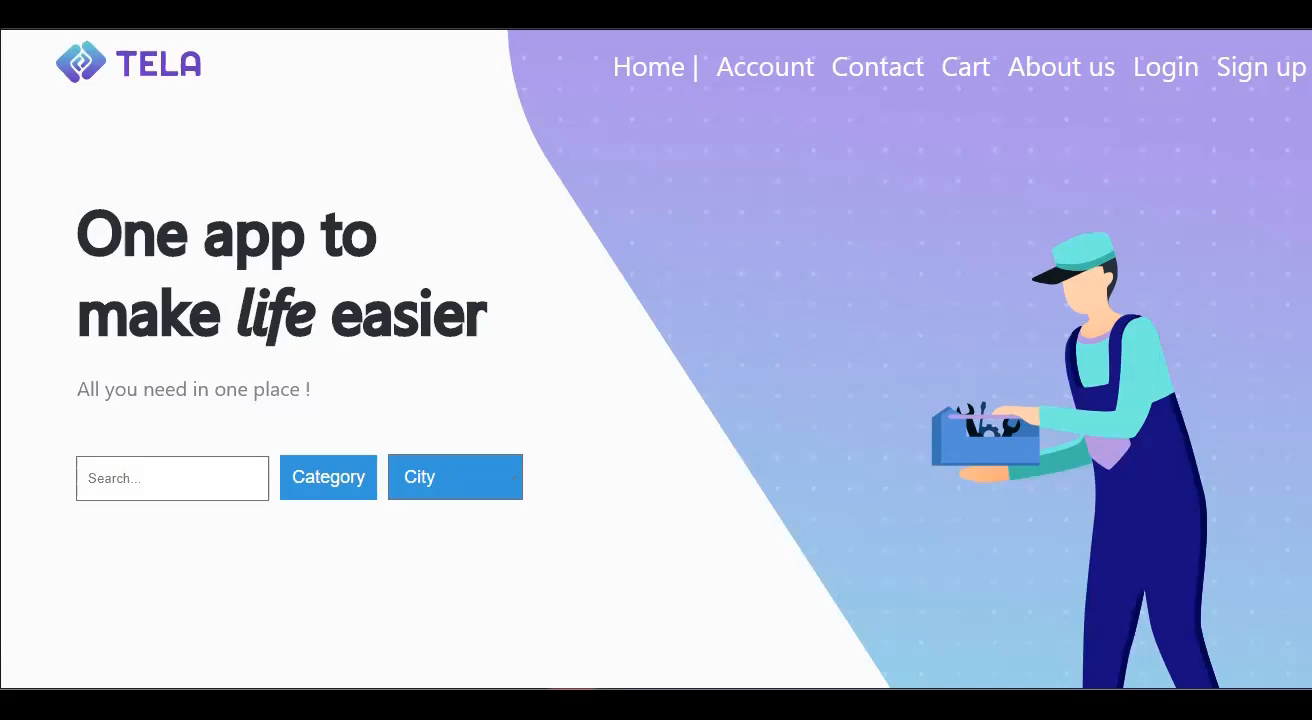 TELA
Home | Account Contact Cart About us Login Sign up
One app to
make life easier
All you need in one place !
Search... Category City